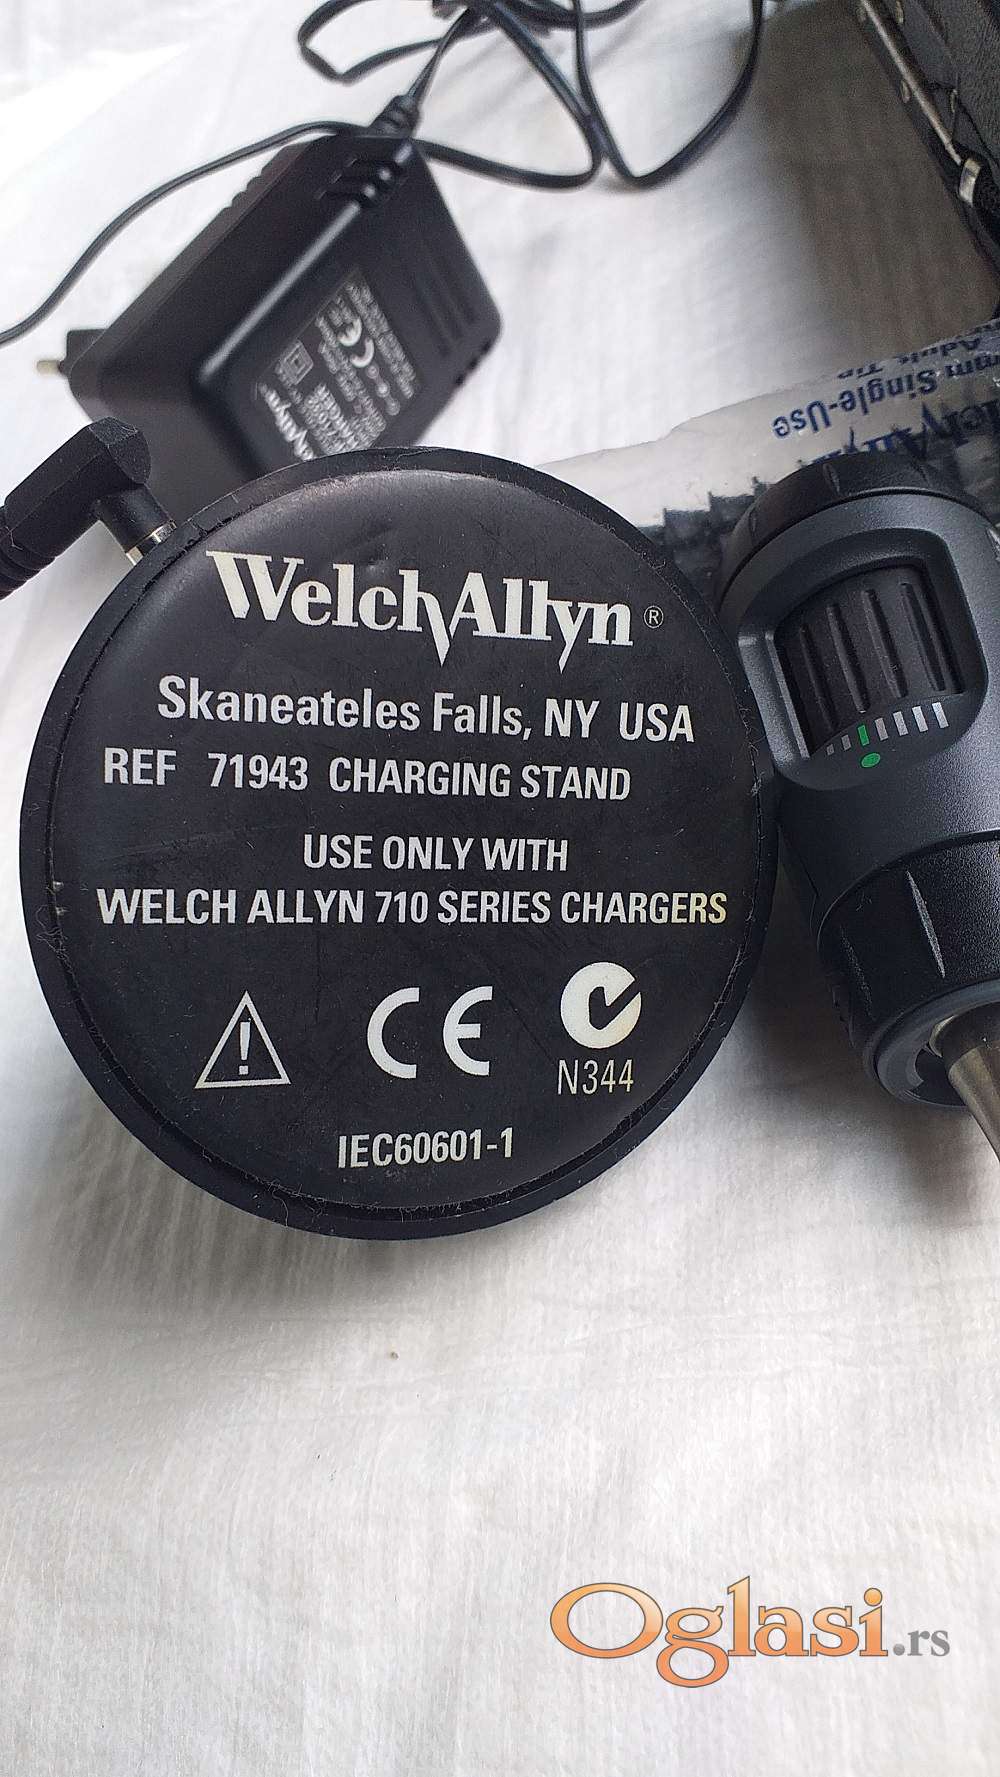 mm Single-Use
WelchAllyn®
Skaneateles Falls, NY USA
REF 71943 CHARGING STAND
USE ONLY WITH
WELCH ALLYN 710 SERIES CHARGERS
CE
N344
IEC60601-1
Oglasi.rs